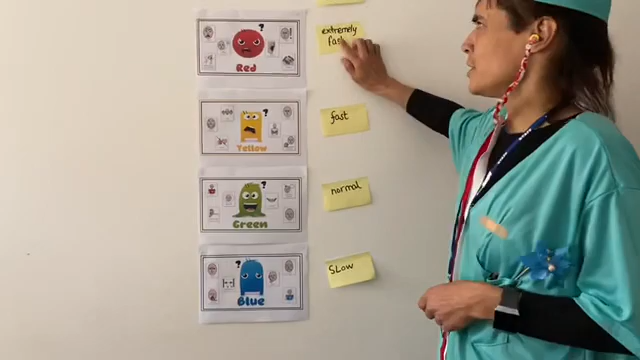 ?
Red
extremely
fast
?
Yellow
fast
?
Green
normal
?
Blue
SLow